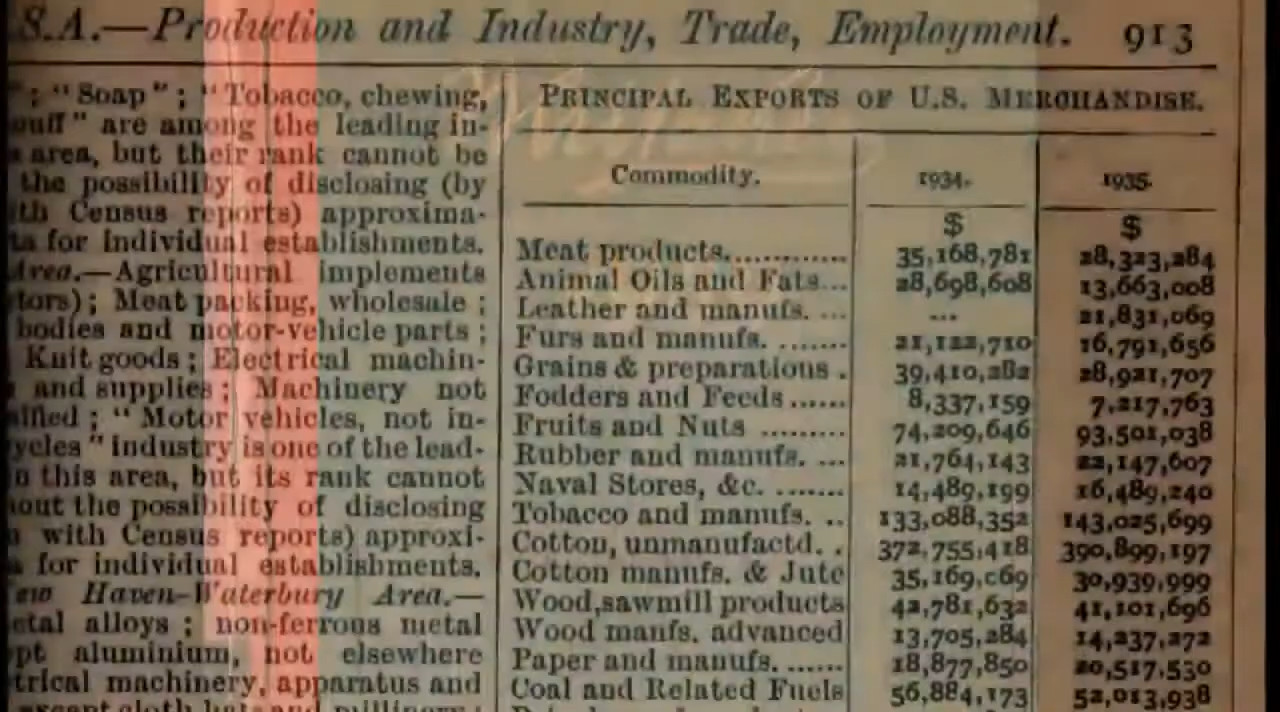 .S.A.—Production and Industry, Trade, Employment. 913
"; "Soap"; "Tobacco, chewing,
nuff" are among the leading in-
area, but their rank cannot be
the possibility of disclosing (by
th Census reports) approxima-
ta for individual establishments.
Area.—Agricultural implements
tors); Meat packing, wholesale;
bodies and motor-vehicle parts;
Knit goods; Electrical machin-
and supplies; Machinery not
sified; "Motor vehicles, not in-
ycles" industry is one of the lead-
n this area, but its rank cannot
hout the possibility of disclosing
with Census reports) approxi-
for individual establishments.
ew Haven-Waterbury Area.—
etal alloys; non-ferrous metal
pt aluminium, not elsewhere
trical machinery, apparatus and
PRINCIPAL EXPORTS OF U.S. MERCHANDISE.
Commodity. 1934. 1935.
$ $
Meat products............. 35,168,781 28,323,284
Animal Oils and Fats... 28,698,608 13,663,008
Leather and manufs. ... ... 21,831,069
Furs and manufs. ........ 21,122,710 16,791,656
Grains & preparations . 39,410,282 28,921,707
Fodders and Feeds ...... 8,337,159 7,217,763
Fruits and Nuts ......... 74,209,646 93,501,038
Rubber and manufs. ... 21,764,143 22,147,607
Naval Stores, &c. ........ 14,489,199 16,489,240
Tobacco and manufs. .. 133,088,352 143,025,699
Cotton, unmanufactd. . 372,755,418 390,899,197
Cotton manufs. & Jute 35,169,069 30,939,999
Wood,sawmill products 42,781,632 41,101,696
Wood manfs. advanced 13,705,284 14,237,272
Paper and manufs. ....... 18,877,850 20,517,530
Coal and Related Fuels 56,884,173 52,013,938